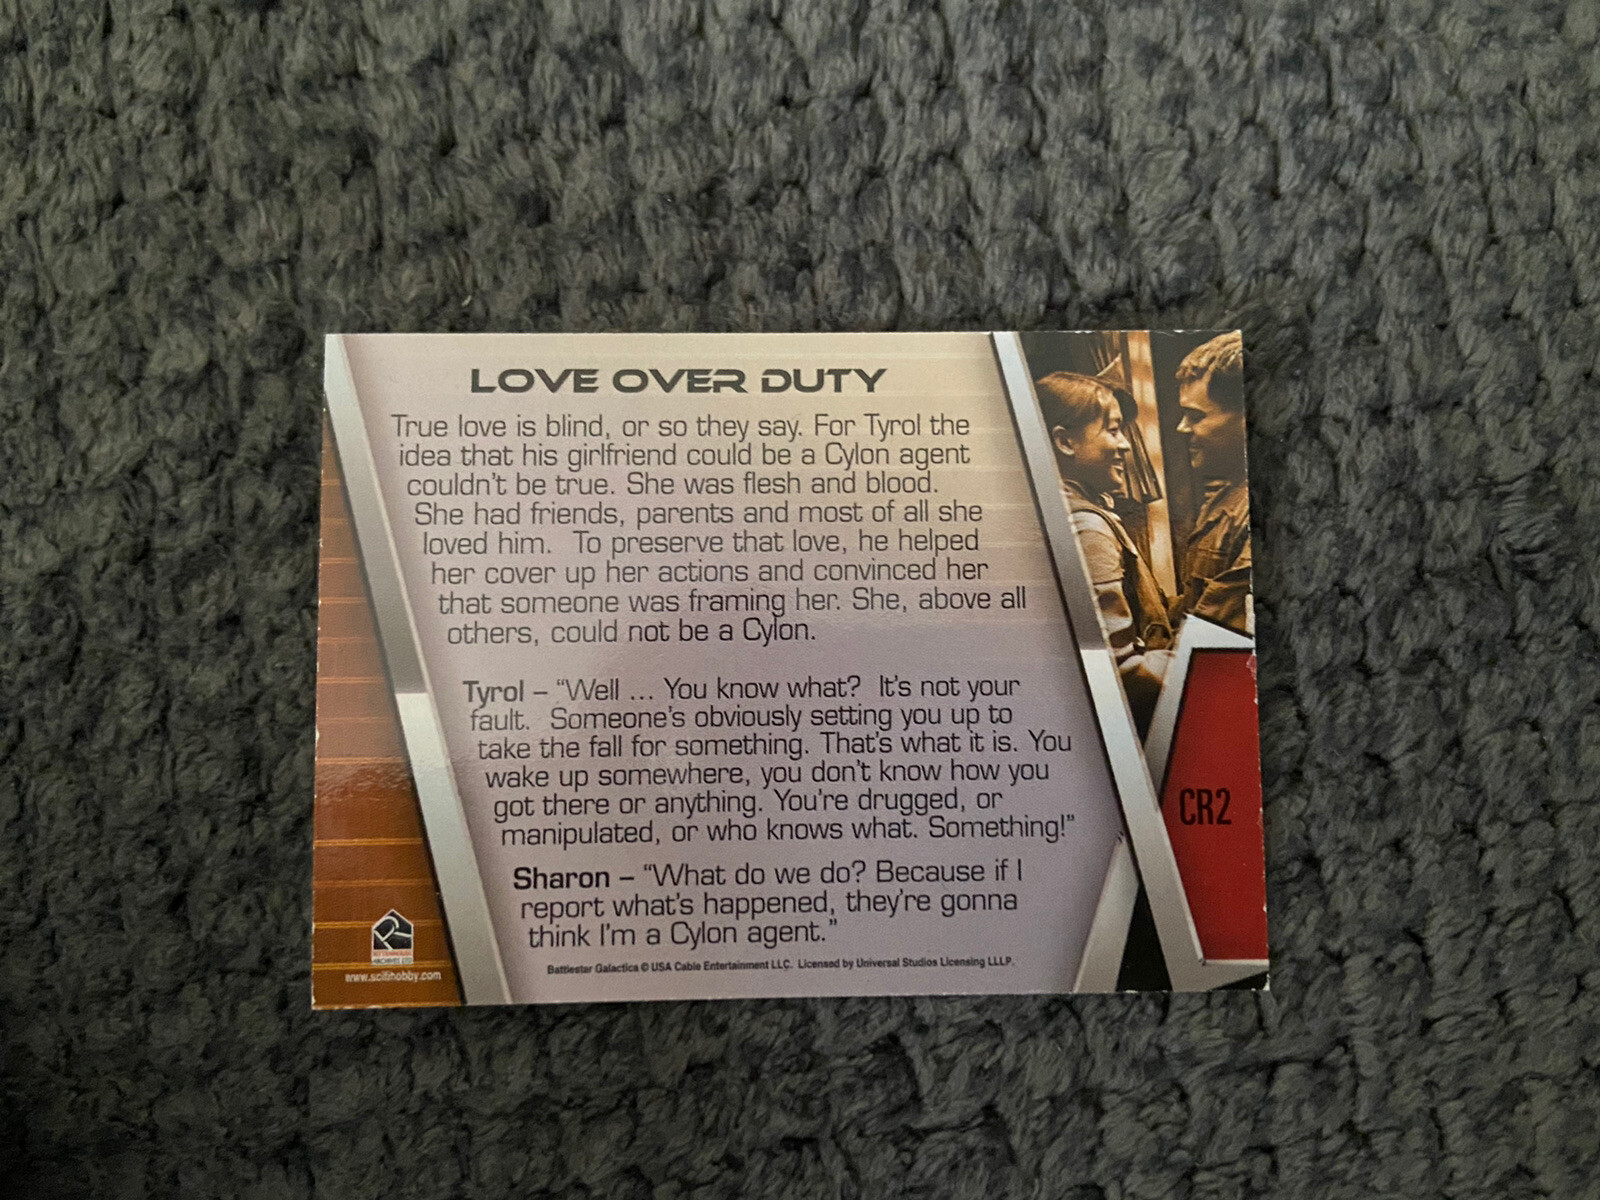 LOVE OVER DUTY
True love is blind, or so they say. For Tyrol the
idea that his girlfriend could be a Cylon agent
couldn't be true. She was flesh and blood.
She had friends, parents and most of all she
loved him. To preserve that love, he helped
her cover up her actions and convinced her
that someone was framing her. She, above all
others, could not be a Cylon.
Tyrol – “Well ... You know what? It's not your
fault. Someone's obviously setting you up to
take the fall for something. That's what it is. You
wake up somewhere, you don't know how you
got there or anything. You're drugged, or
manipulated, or who knows what. Something!”
Sharon – “What do we do? Because if I
report what's happened, they're gonna
think I'm a Cylon agent.”
Battlestar Galactica © USA Cable Entertainment LLC. Licensed by Universal Studios Licensing LLLP.
CR2
RITTENHOUSE
ARCHIVES LTD
www.scifihobby.com